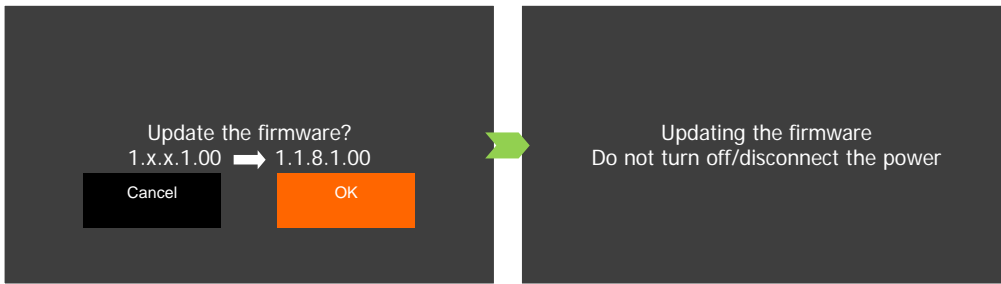 Update the firmware?
1.x.x.1.00 1.1.8.1.00
Cancel OK
Updating the firmware
Do not turn off/disconnect the power